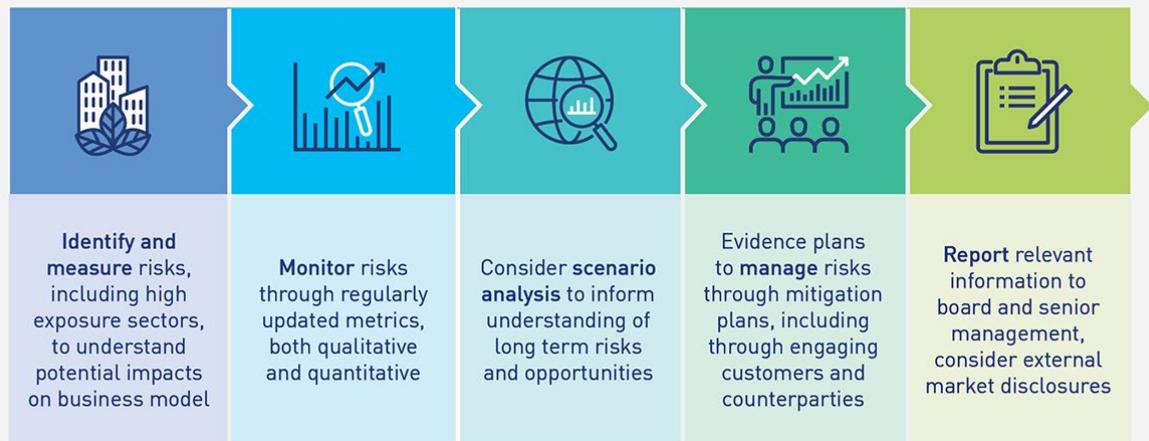 Identify and
measure risks,
including high
exposure sectors,
to understand
potential impacts
on business model
Monitor risks
through regularly
updated metrics,
both qualitative
and quantitative
Consider scenario
analysis to inform
understanding of
long term risks
and opportunities
Evidence plans
to manage risks
through mitigation
plans, including
through engaging
customers and
counterparties
Report relevant
information to
board and senior
management,
consider external
market disclosures